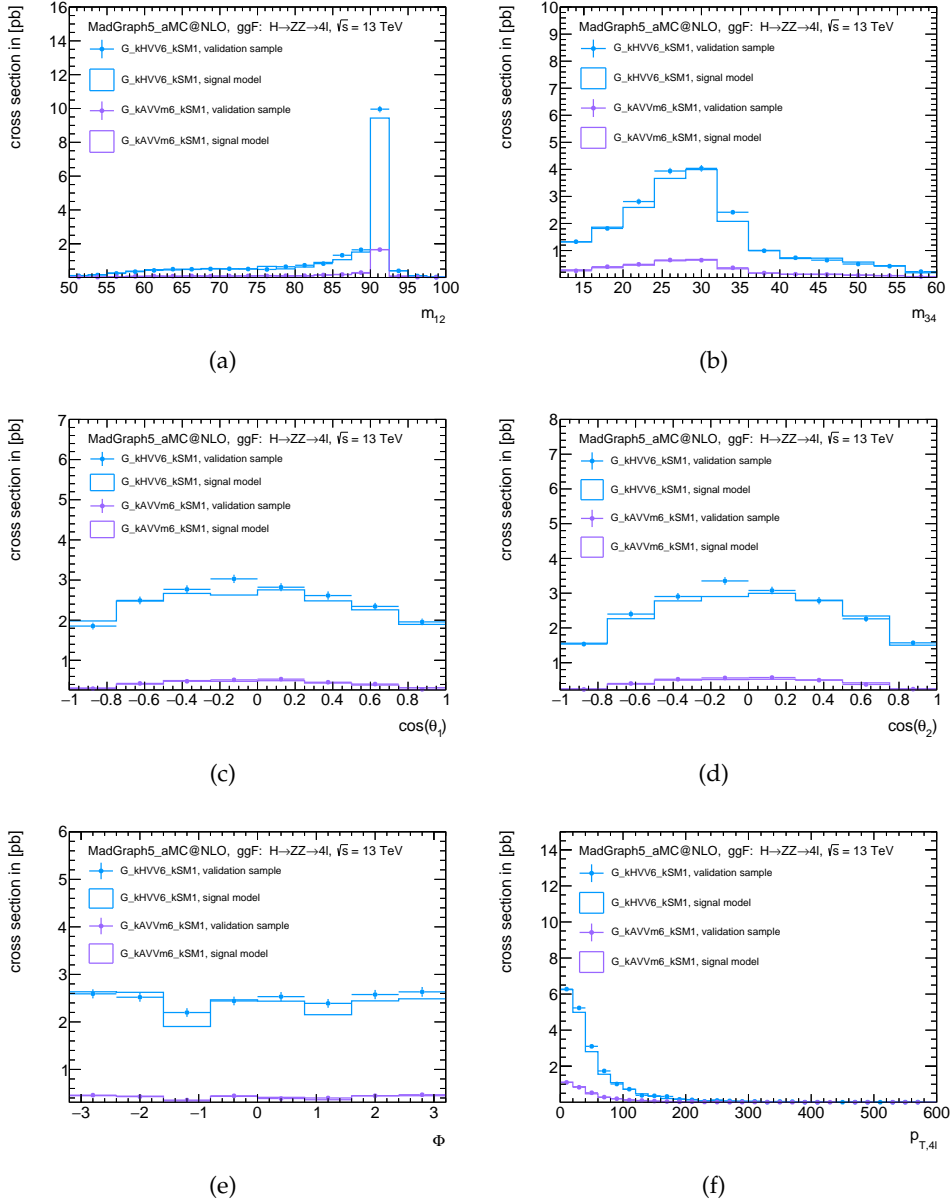 cross section in [pb]
MadGraph5_aMC@NLO, ggF: H→ZZ→4l, √s = 13 TeV
G_kHVV6_kSM1, validation sample
G_kHVV6_kSM1, signal model
G_kAVVm6_kSM1, validation sample
G_kAVVm6_kSM1, signal model
16
14
12
10
8
6
4
2
50 55 60 65 70 75 80 85 90 95 100
m12
(a)
cross section in [pb]
MadGraph5_aMC@NLO, ggF: H→ZZ→4l, √s = 13 TeV
G_kHVV6_kSM1, validation sample
G_kHVV6_kSM1, signal model
G_kAVVm6_kSM1, validation sample
G_kAVVm6_kSM1, signal model
10
9
8
7
6
5
4
3
2
1
20 25 30 35 40 45 50 55 60
m34
(b)
cross section in [pb]
MadGraph5_aMC@NLO, ggF: H→ZZ→4l, √s = 13 TeV
G_kHVV6_kSM1, validation sample
G_kHVV6_kSM1, signal model
G_kAVVm6_kSM1, validation sample
G_kAVVm6_kSM1, signal model
7
6
5
4
3
2
1
−1 −0.8 −0.6 −0.4 −0.2 0 0.2 0.4 0.6 0.8 1
cos(θ1)
(c)
cross section in [pb]
MadGraph5_aMC@NLO, ggF: H→ZZ→4l, √s = 13 TeV
G_kHVV6_kSM1, validation sample
G_kHVV6_kSM1, signal model
G_kAVVm6_kSM1, validation sample
G_kAVVm6_kSM1, signal model
8
7
6
5
4
3
2
1
−1 −0.8 −0.6 −0.4 −0.2 0 0.2 0.4 0.6 0.8 1
cos(θ2)
(d)
cross section in [pb]
MadGraph5_aMC@NLO, ggF: H→ZZ→4l, √s = 13 TeV
G_kHVV6_kSM1, validation sample
G_kHVV6_kSM1, signal model
G_kAVVm6_kSM1, validation sample
G_kAVVm6_kSM1, signal model
6
5
4
3
2
1
−3 −2 −1 0 1 2 3
Φ
(e)
cross section in [pb]
MadGraph5_aMC@NLO, ggF: H→ZZ→4l, √s = 13 TeV
G_kHVV6_kSM1, validation sample
G_kHVV6_kSM1, signal model
G_kAVVm6_kSM1, validation sample
G_kAVVm6_kSM1, signal model
14
12
10
8
6
4
2
0 100 200 300 400 500 600
pT,4l
(f)